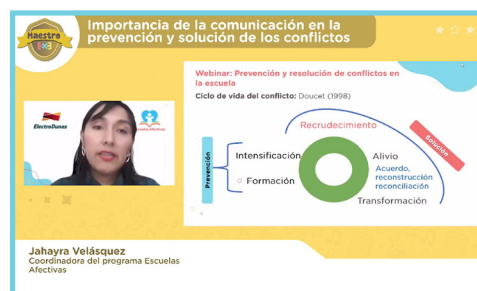 Maestro
Importancia de la comunicación en la
prevención y solución de los conflictos
ElectroDunas
Escuelas Afectivas
Webinar: Prevención y resolución de conflictos en
la escuela
Ciclo de vida del conflicto: Doucet (1998)
Recrudecimiento
Solución
Prevención
Intensificación
Formación
Alivio
Acuerdo,
reconstrucción
reconciliación
Transformación
Jahayra Velásquez
Coordinadora del programa Escuelas
Afectivas